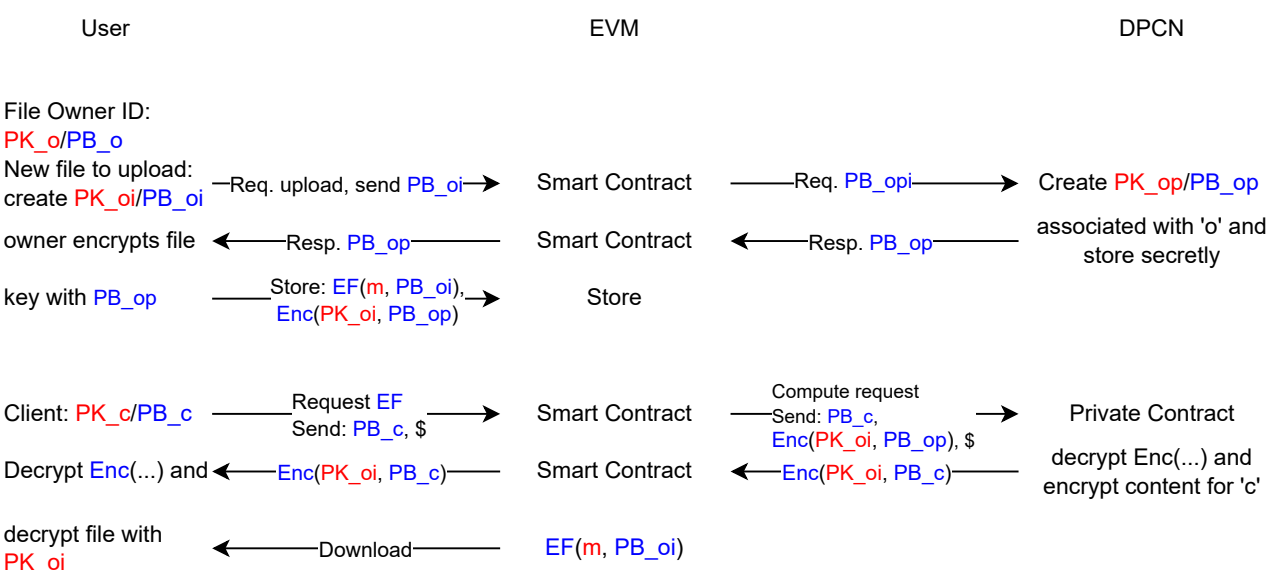 User EVM DPCN
File Owner ID:
PK_o/PB_o
New file to upload:
create PK_oi/PB_oi
Req. upload, send PB_oi
Smart Contract
Req. PB_opi
Create PK_op/PB_op
owner encrypts file
Resp. PB_op
Smart Contract
Resp. PB_op
associated with 'o' and
store secretly
key with PB_op
Store: EF(m, PB_oi),
Enc(PK_oi, PB_op)
Store
Client: PK_c/PB_c
Request EF
Send: PB_c, $
Smart Contract
Compute request
Send: PB_c,
Enc(PK_oi, PB_op), $
Private Contract
Decrypt Enc(...) and
Enc(PK_oi, PB_c)
Smart Contract
Enc(PK_oi, PB_c)
decrypt Enc(...) and
encrypt content for 'c'
decrypt file with
PK_oi
Download
EF(m, PB_oi)